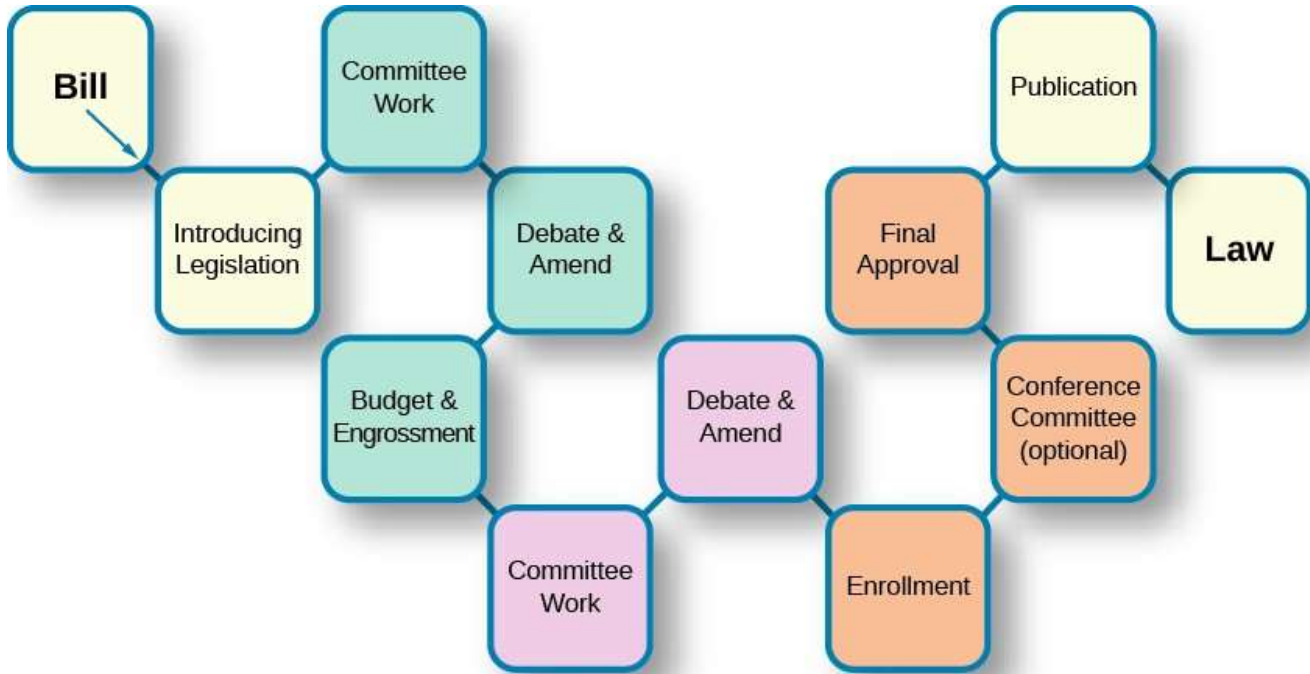 Bill
Introducing
Legislation
Committee
Work
Debate &
Amend
Budget &
Engrossment
Committee
Work
Debate &
Amend
Enrollment
Conference
Committee
(optional)
Final
Approval
Publication
Law